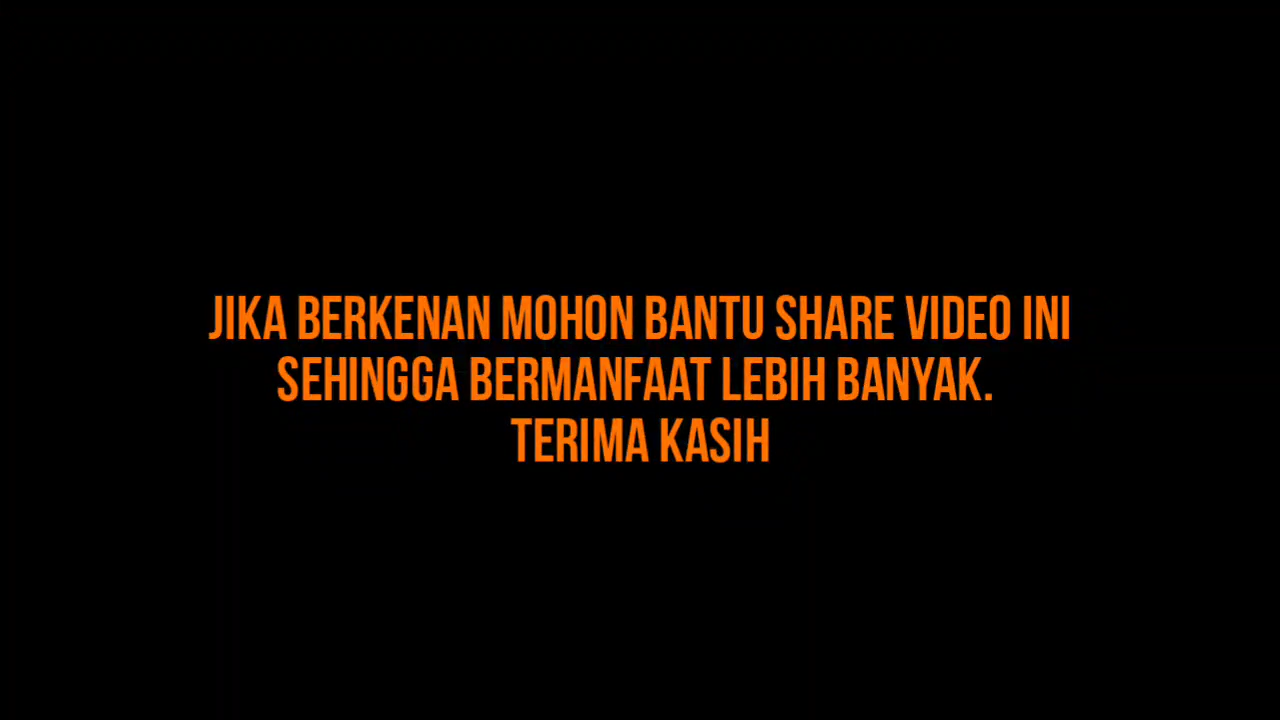 JIKA BERKENAN MOHON BANTU SHARE VIDEO INI
SEHINGGA BERMANFAAT LEBIH BANYAK.
TERIMA KASIH